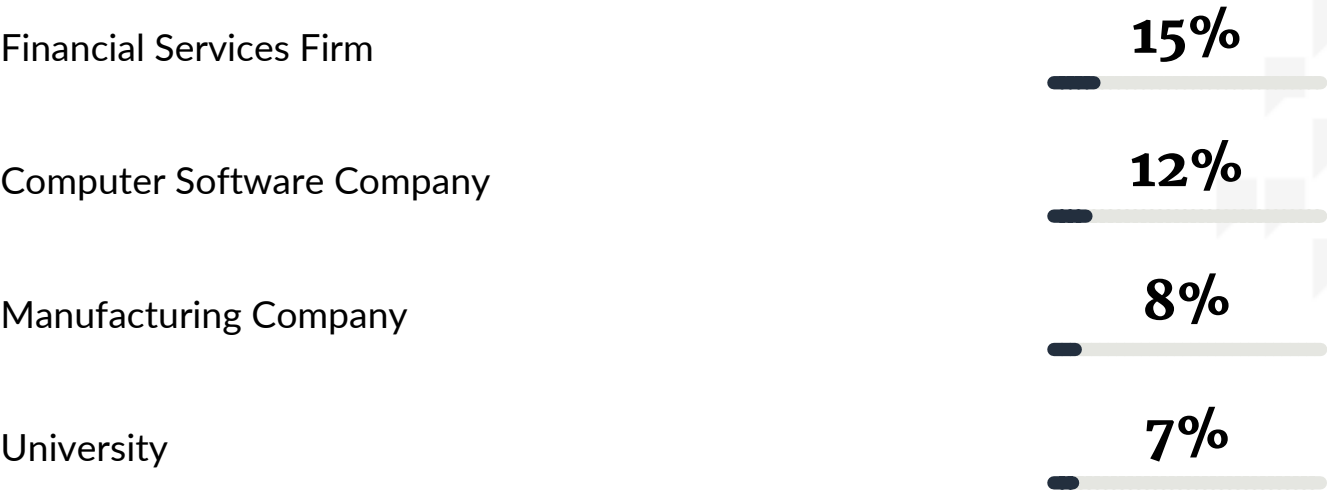 Financial Services Firm
15%
Computer Software Company
12%
Manufacturing Company
8%
University
7%